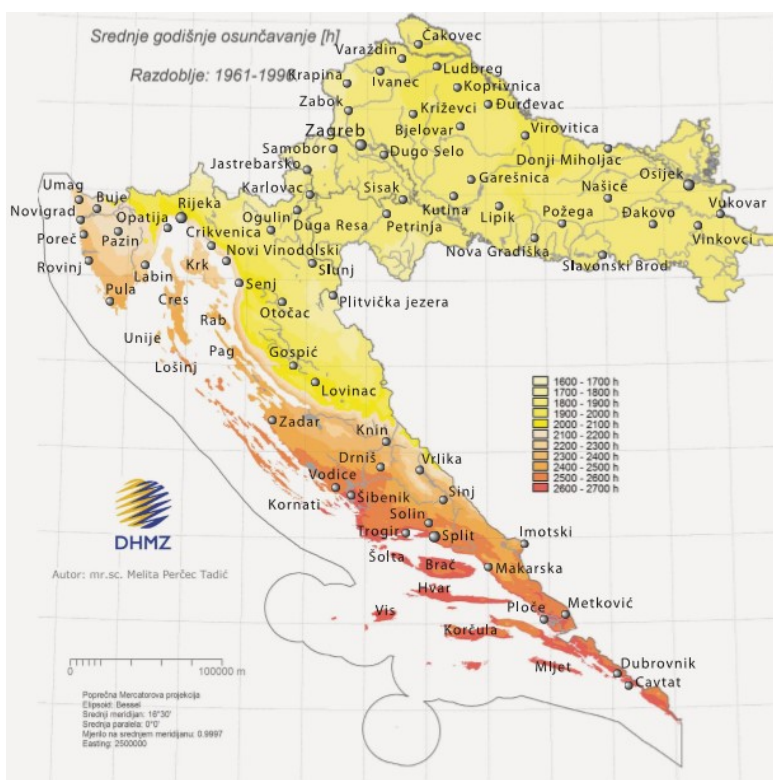 Srednje godišnje osunčavanje [h]
Razdoblje: 1961-1990
Čakovec
Varaždin
Ludbreg
Krapina
Ivanec
Koprivnica
Zabok
Križevci
Đurđevac
Zagreb
Bjelovar
Virovitica
Samobor
Dugo Selo
Donji Miholjac
Jastrebarsko
Garešnica
Osijek
Karlovac
Sisak
Našice
Umag
Buje
Rijeka
Kutina
Lipik
Požega
Vukovar
Novigrad
Opatija
Ogulin
Duga Resa
Petrinja
Đakovo
Poreč
Pazin
Crikvenica
Nova Gradiška
Vinkovci
Rovinj
Labin
Krk
Novi Vinodolski
Slunj
Slavonski Brod
Pula
Cres
Senj
Plitvička jezera
Unije
Rab
Otočac
Lošinj
Pag
Gospić
Lovinac
1600 - 1700 h
1700 - 1800 h
1800 - 1900 h
1900 - 2000 h
2000 - 2100 h
2100 - 2200 h
2200 - 2300 h
2300 - 2400 h
2400 - 2500 h
2500 - 2600 h
2600 - 2700 h
Zadar
Knin
Drniš
Vrlika
Vodice
Kornati
Šibenik
Sinj
Solin
Trogir
Split
Imotski
DHMZ
Šolta
Brač
Makarska
Autor: mr.sc. Melita Perčec Tadić
Hvar
Vis
Ploče
Metković
Korčula
Mljet
Dubrovnik
Cavtat
0 100000 m
Poprečna Mercatorova projekcija
Elipsoid: Bessel
Srednji meridijan: 16°30'
Srednja paralela: 0°0'
Mjerilo na srednjem meridijanu: 0.9997
Easting: 2500000